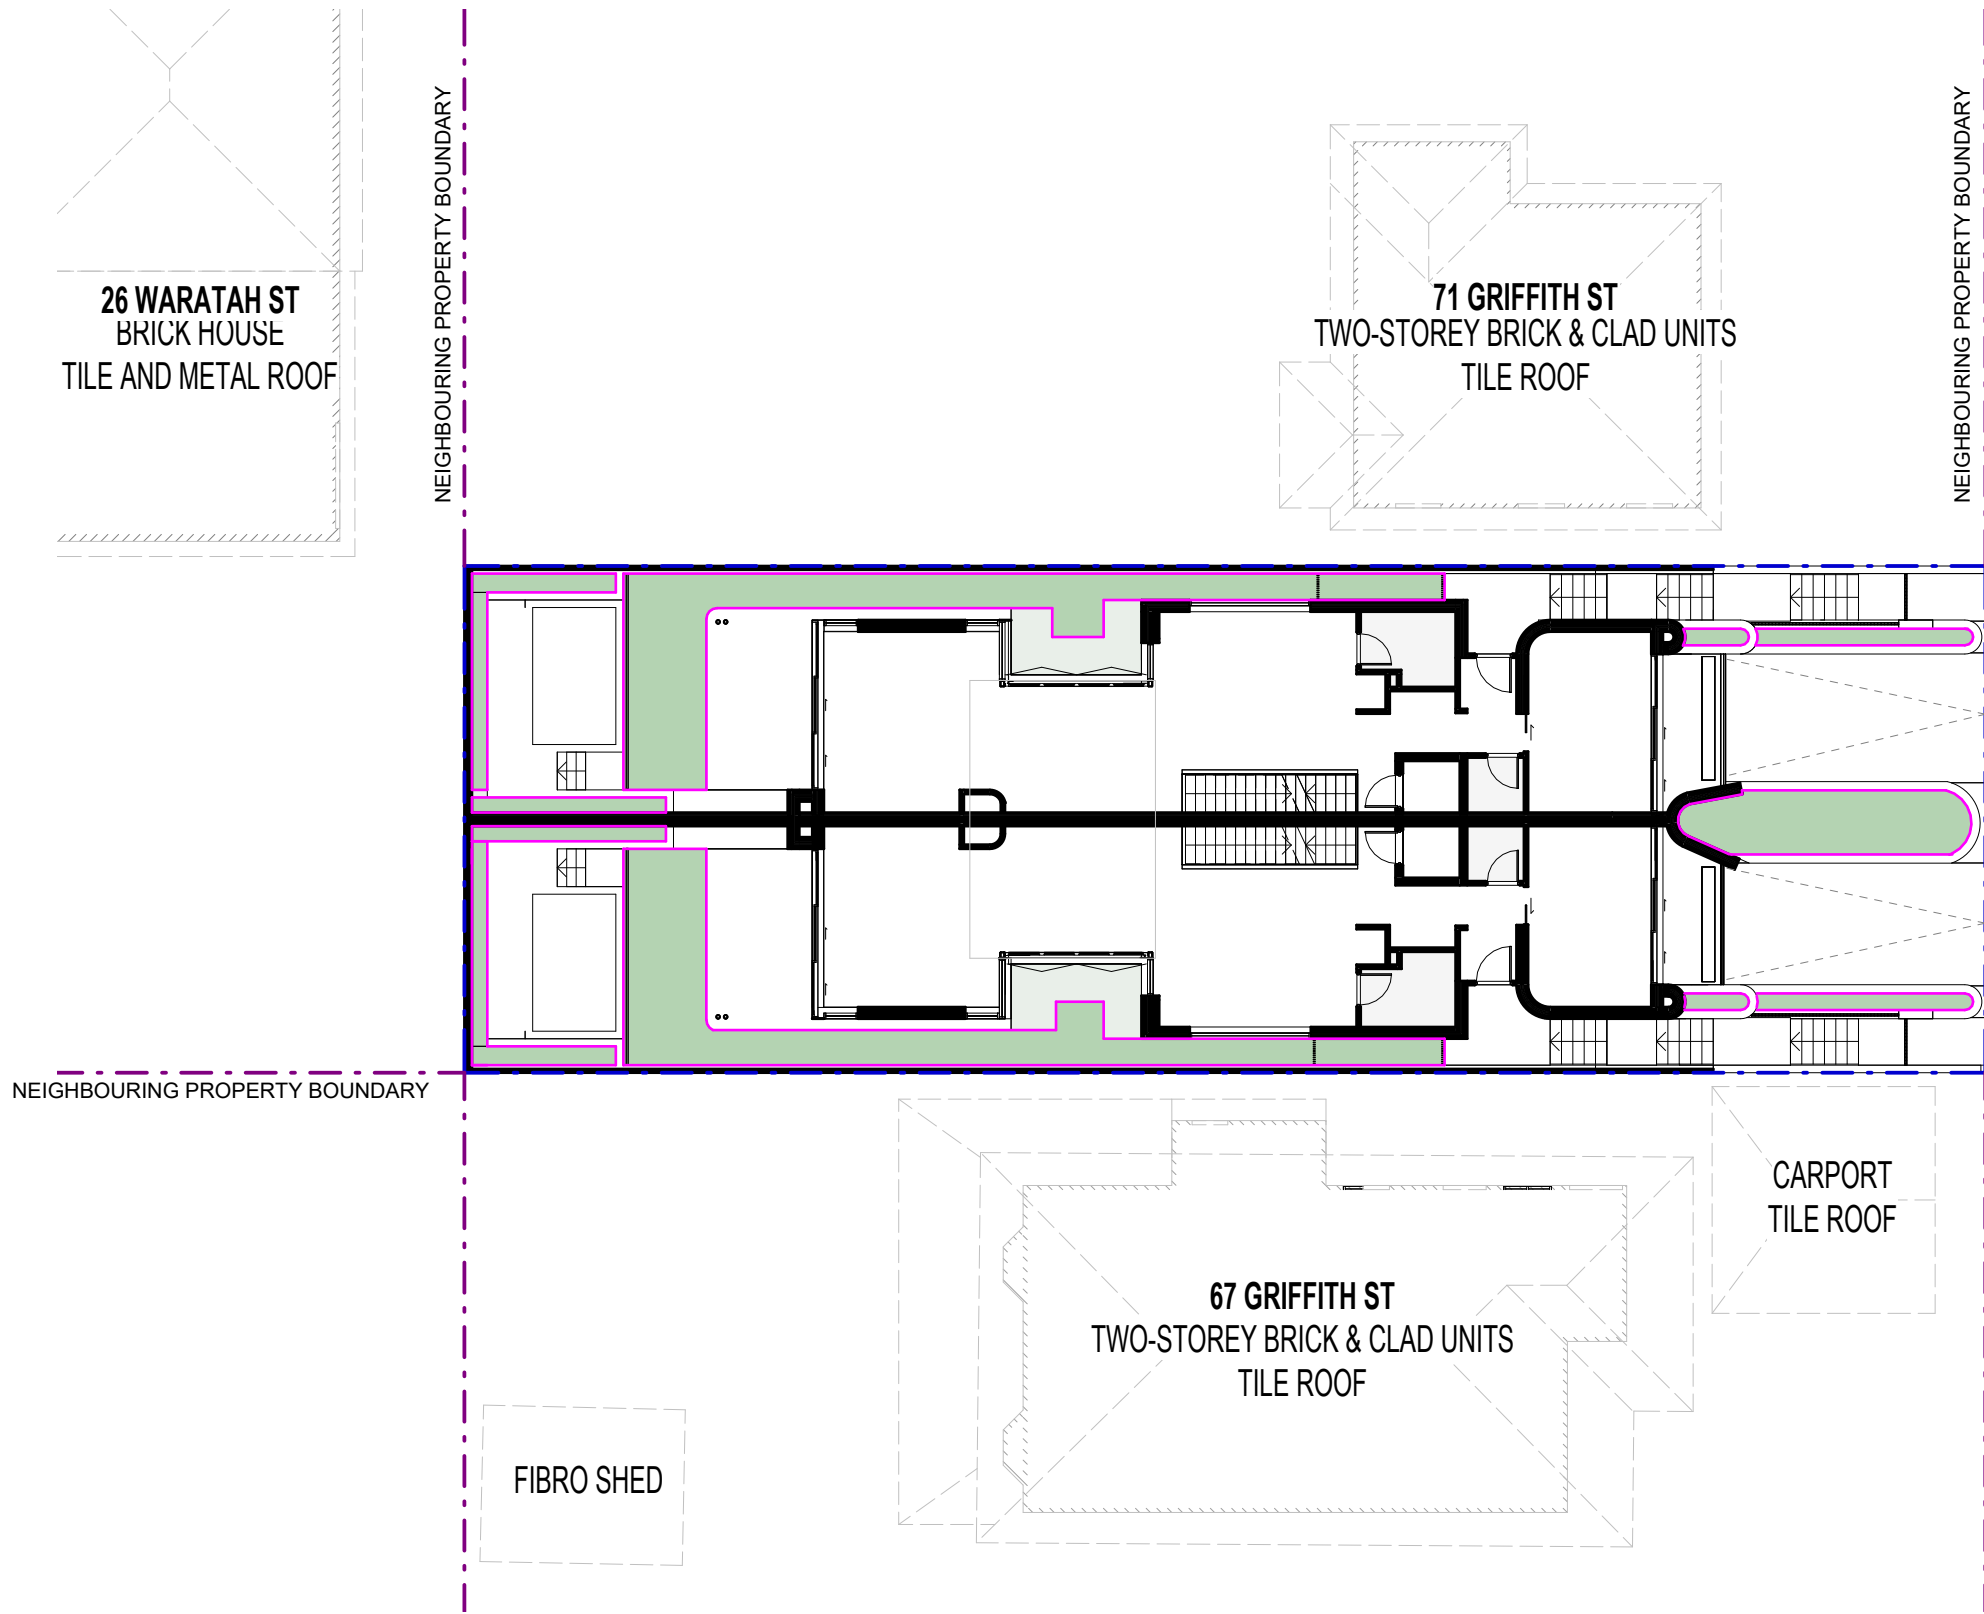 NEIGHBOURING PROPERTY BOUNDARY
NEIGHBOURING PROPERTY BOUNDARY
26 WARATAH ST
BRICK HOUSE
TILE AND METAL ROOF
71 GRIFFITH ST
TWO-STOREY BRICK & CLAD UNITS
TILE ROOF
NEIGHBOURING PROPERTY BOUNDARY
CARPORT
TILE ROOF
67 GRIFFITH ST
TWO-STOREY BRICK & CLAD UNITS
TILE ROOF
FIBRO SHED